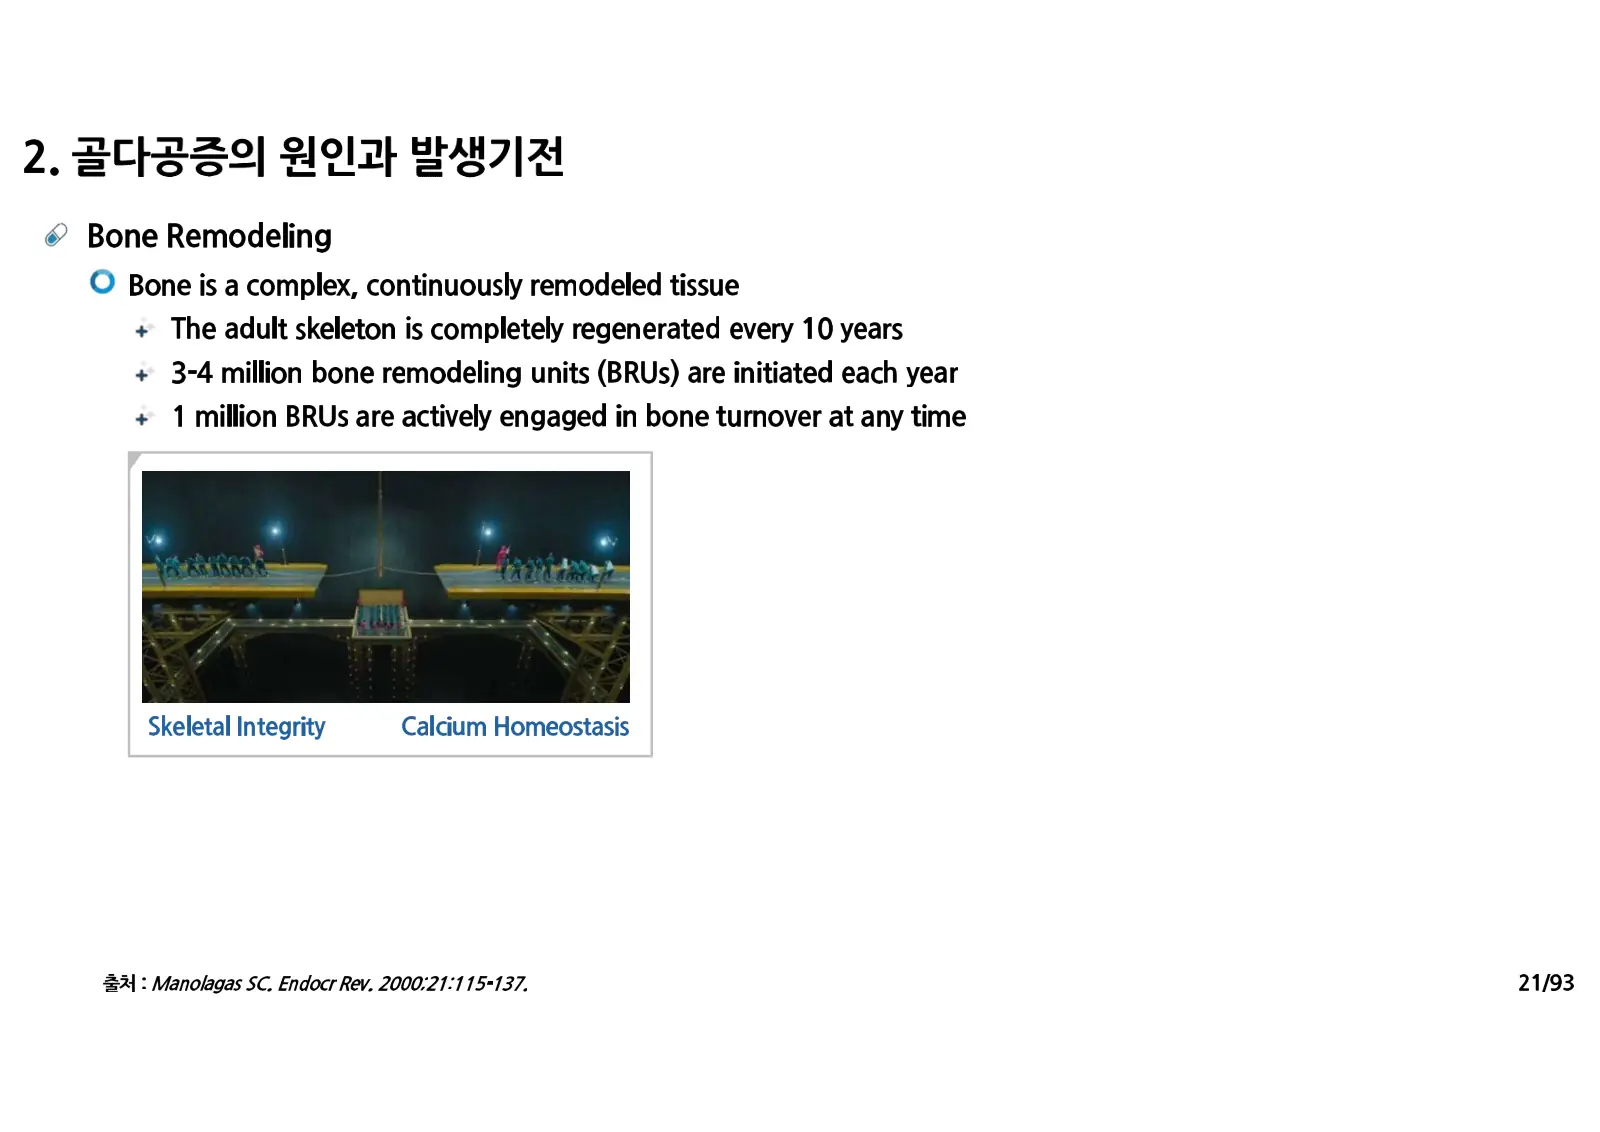 2. 골다공증의 원인과 발생기전
Bone Remodeling
Bone is a complex, continuously remodeled tissue
The adult skeleton is completely regenerated every 10 years
3-4 million bone remodeling units (BRUs) are initiated each year
1 million BRUs are actively engaged in bone turnover at any time
Skeletal Integrity Calcium Homeostasis
출처 : Manolagas SC. Endocr Rev. 2000;21:115-137.
21/93